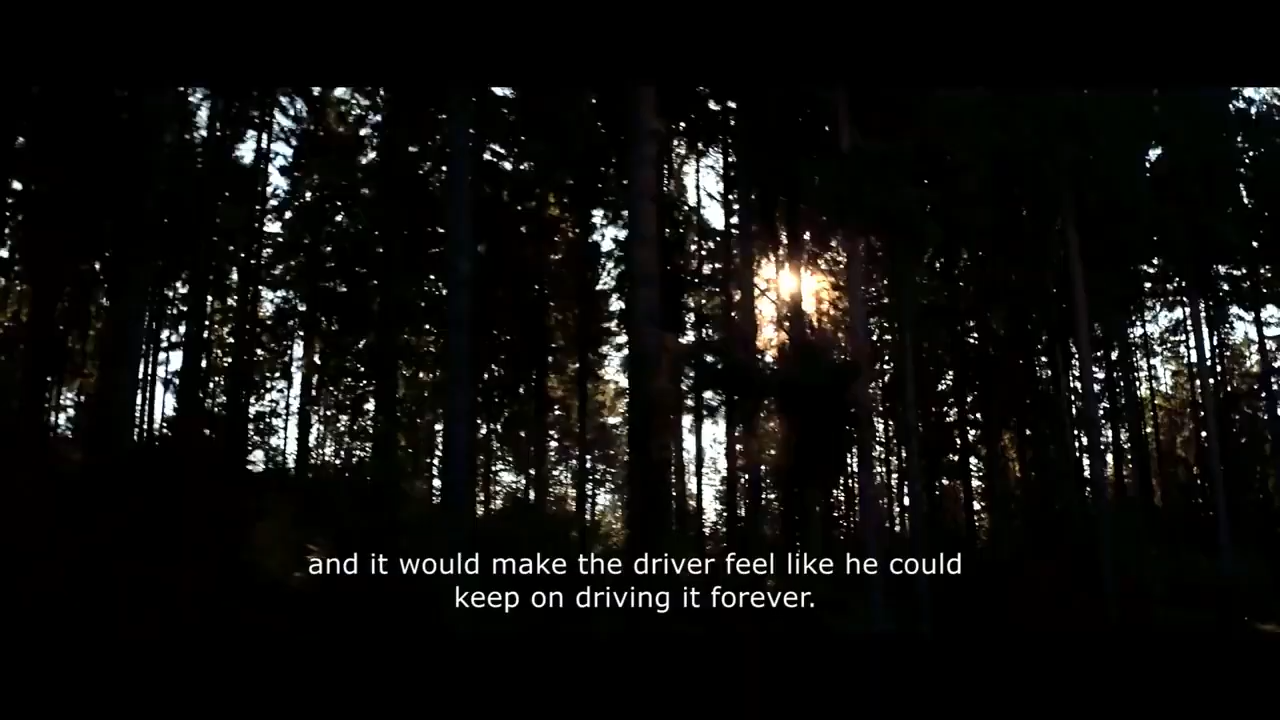 and it would make the driver feel like he could
keep on driving it forever.